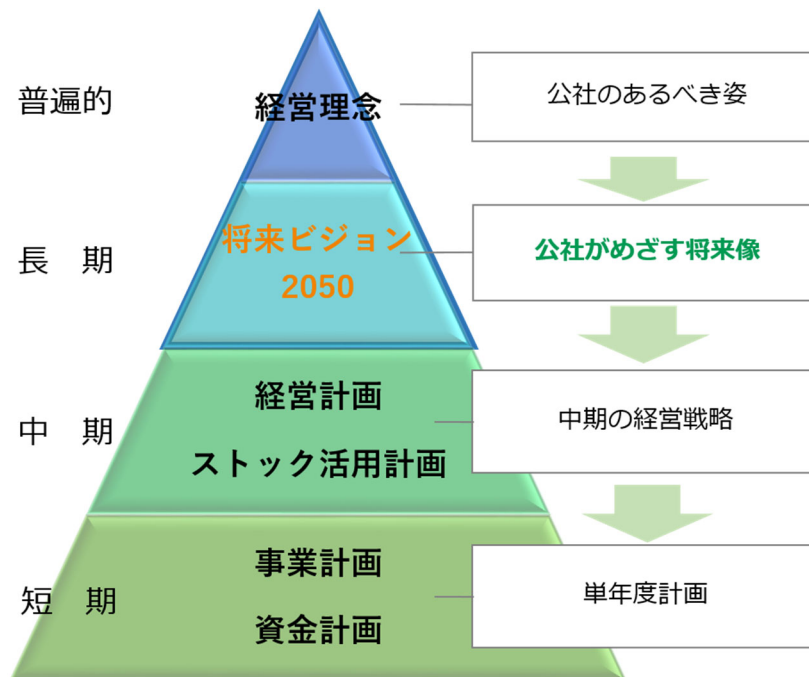 普遍的
経営理念
公社のあるべき姿
長　期
将来ビジョン
2050
公社がめざす将来像
中　期
経営計画
ストック活用計画
中期の経営戦略
短　期
事業計画
資金計画
単年度計画